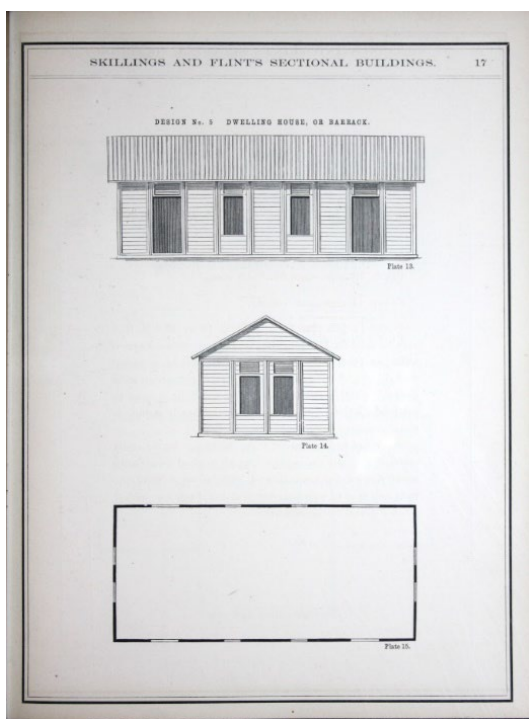 SKILLINGS AND FLINT'S SECTIONAL BUILDINGS. 17
DESIGN No. 5 DWELLING HOUSE, OR BARRACK.
Plate 13.
Plate 14.
Plate 15.